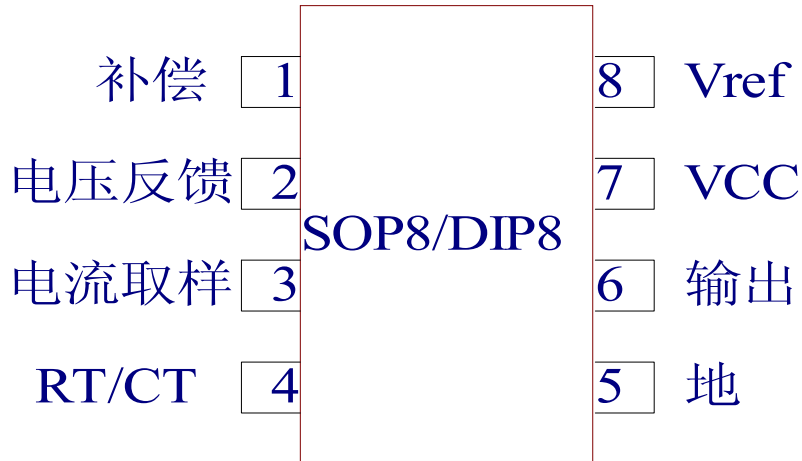 补偿 1 8 Vref
电压反馈 2 7 VCC
SOP8/DIP8
电流取样 3 6 输出
RT/CT 4 5 地